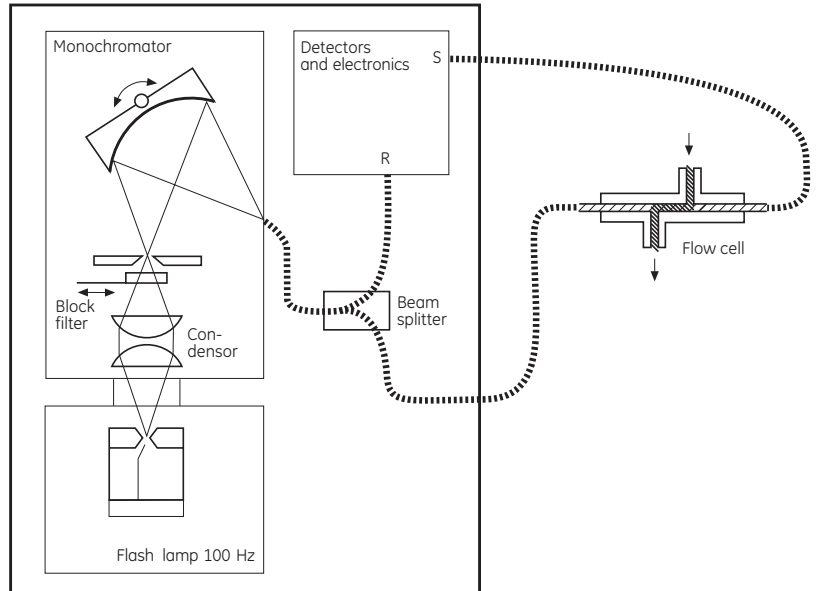 Monochromator
Detectors
and electronics
S
R
Flow cell
Block
filter
Con-
densor
Beam
splitter
Flash lamp 100 Hz